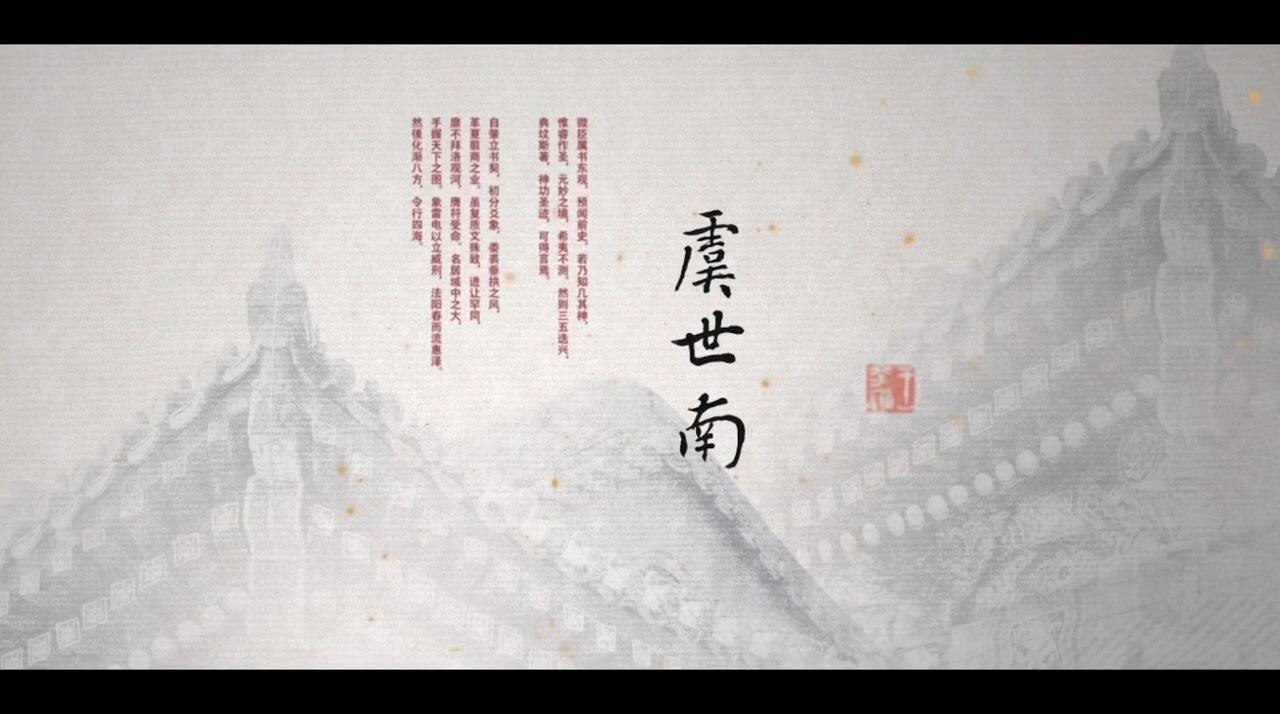 虞世南
微臣属书东观，预闻前史，若乃知几其神，
惟睿作圣，元妙之境，希夷不测，然则三五迭兴，
典坟斯著，神功圣迹，可得言焉。
自肇立书契，初分爻象，委裘垂拱之风，
革夏翦商之业，虽复质文殊致，进让罕同，
靡不拜洛观河，膺符受命，名居域中之大，
手握天下之图，象雷电以立威刑，法阳春而流惠泽，
然後化渐八方，令行四海。